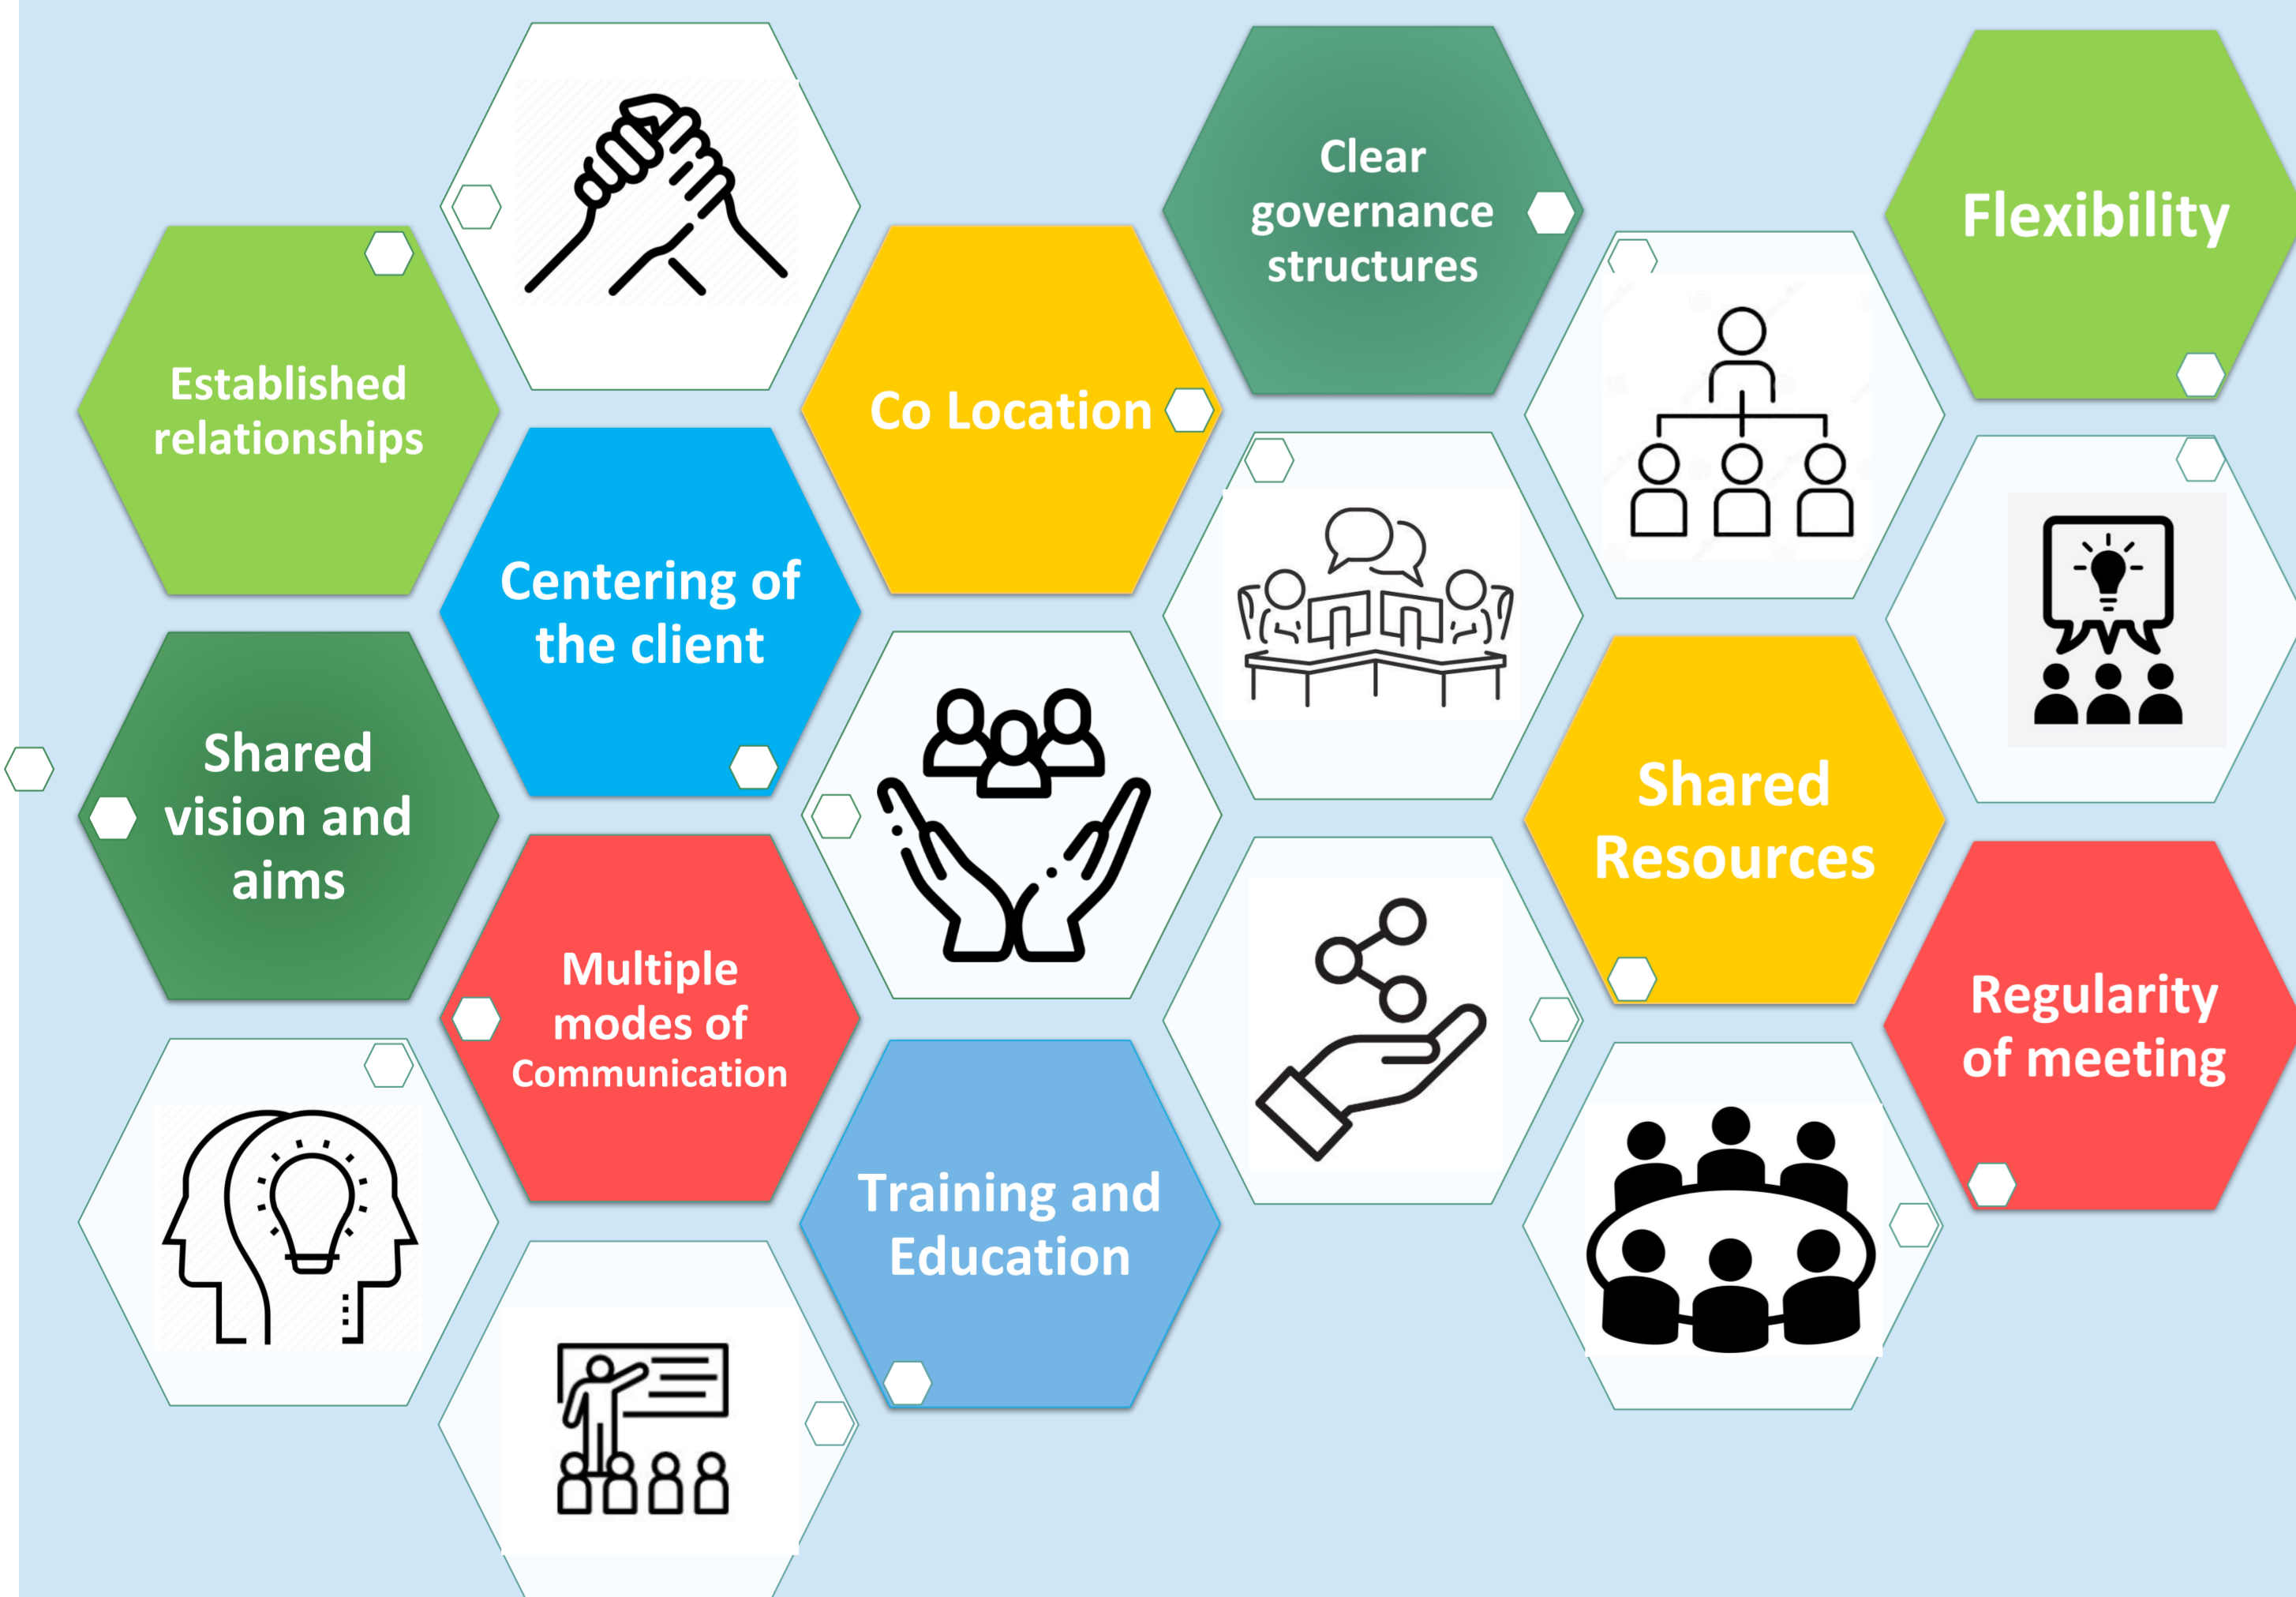 Established
relationships
Shared
vision and
aims
Centering of
the client
Multiple
modes of
Communication
Co Location
Training and
Education
Clear
governance
structures
Shared
Resources
Flexibility
Regularity
of meeting